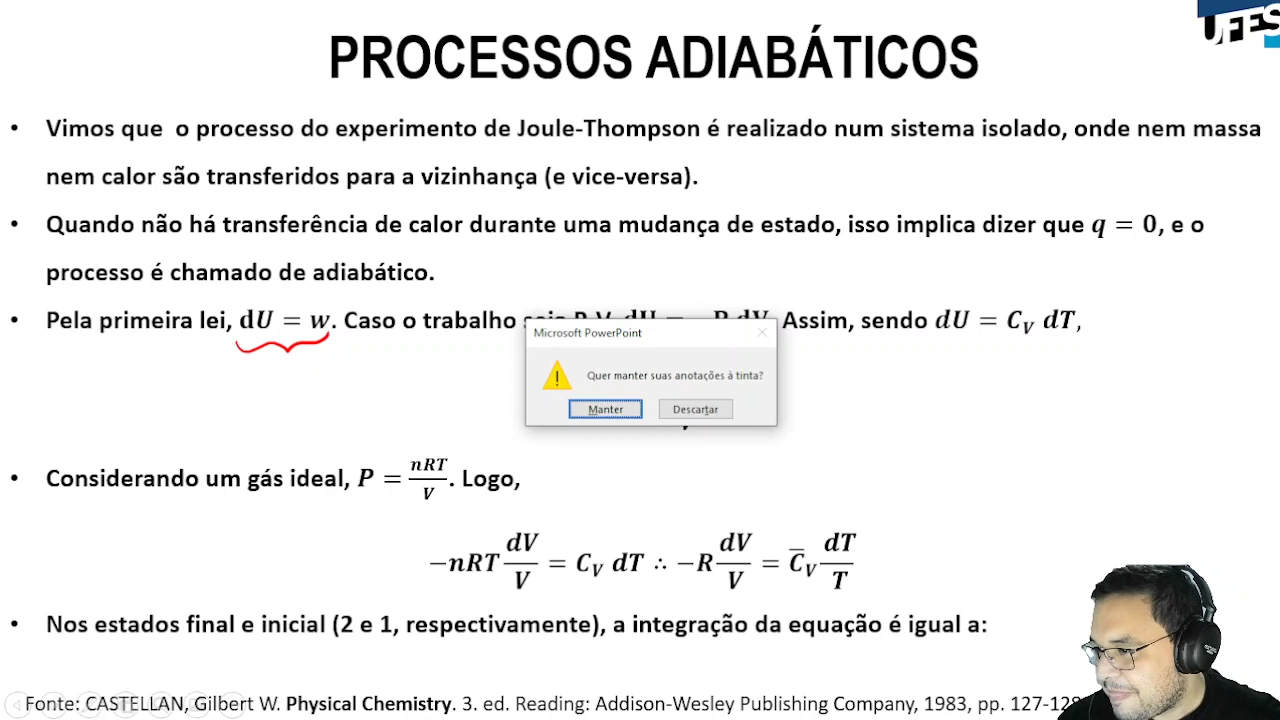 UFES
PROCESSOS ADIABÁTICOS
• Vimos que o processo do experimento de Joule-Thompson é realizado num sistema isolado, onde nem massa
nem calor são transferidos para a vizinhança (e vice-versa).
• Quando não há transferência de calor durante uma mudança de estado, isso implica dizer que q = 0, e o
processo é chamado de adiabático.
• Pela primeira lei, dU = w. Caso o trabalho Assim, sendo dU = C_V dT,
Microsoft PowerPoint
Quer manter suas anotações à tinta?
Manter Descartar
• Considerando um gás ideal, P = nRT/V. Logo,
−nRT dV/V = C_V dT ∴ −R dV/V = C̅_V dT/T
• Nos estados final e inicial (2 e 1, respectivamente), a integração da equação é igual a:
Fonte: CASTELLAN, Gilbert W. Physical Chemistry. 3. ed. Reading: Addison-Wesley Publishing Company, 1983, pp. 127-128